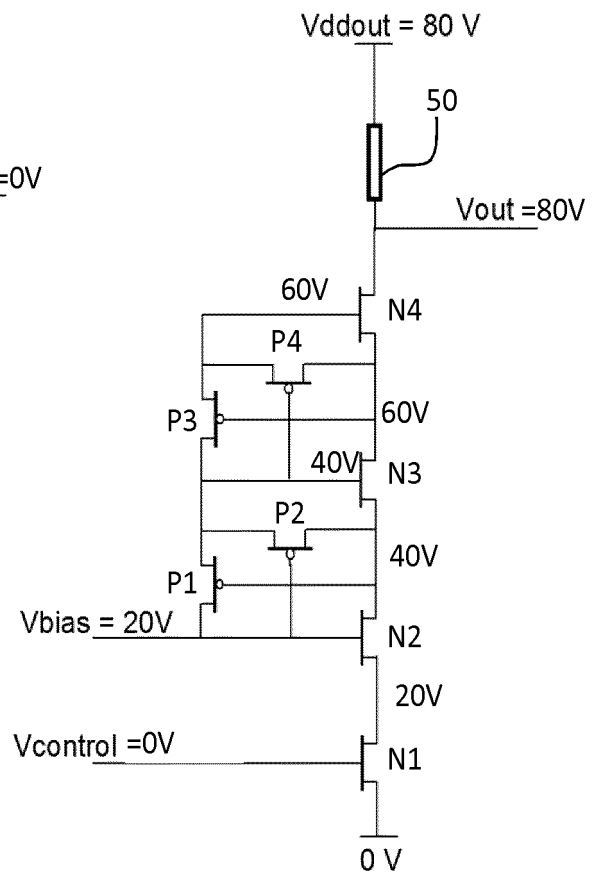 Vddout = 80 V
50
=0V
Vout =80V
60V
N4
P4
P3
60V
40V
N3
P2
40V
P1
Vbias = 20V
N2
20V
Vcontrol =0V
N1
0 V